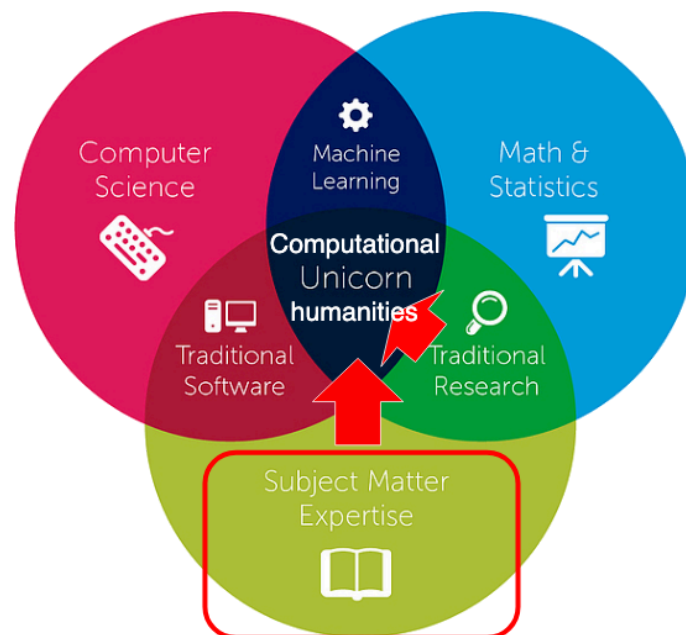 Computer
Science
Machine
Learning
Math &
Statistics
Computational
Unicorn
humanities
Traditional
Software
Traditional
Research
Subject Matter
Expertise